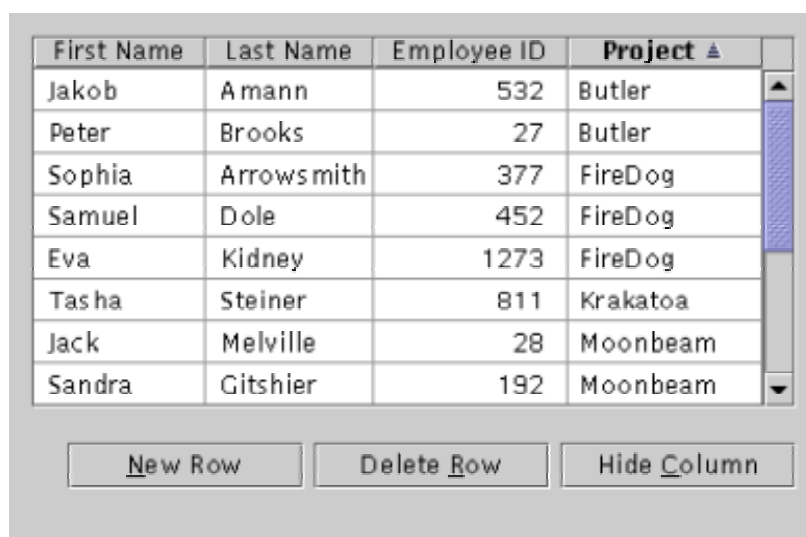 First Name Last Name Employee ID Project
Jakob Amann 532 Butler
Peter Brooks 27 Butler
Sophia Arrowsmith 377 FireDog
Samuel Dole 452 FireDog
Eva Kidney 1273 FireDog
Tasha Steiner 811 Krakatoa
Jack Melville 28 Moonbeam
Sandra Gitshier 192 Moonbeam
New Row Delete Row Hide Column